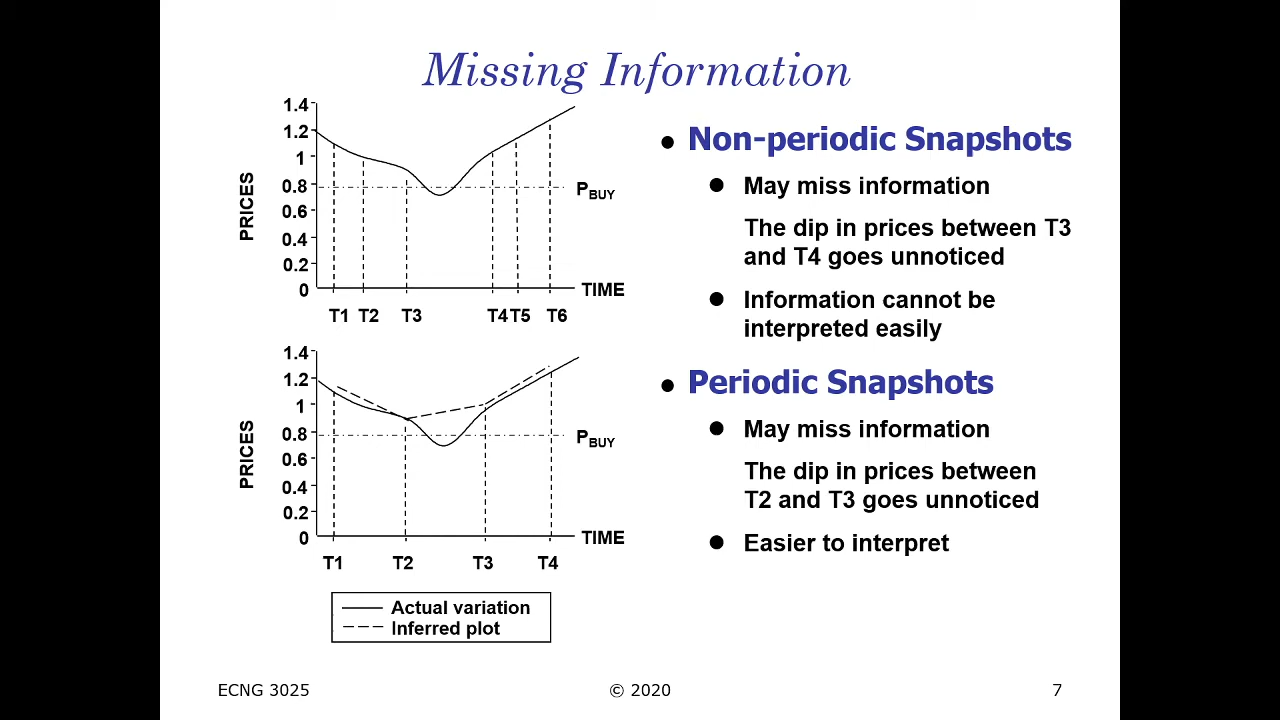 Missing Information
1.4
1.2
1
0.8
0.6
0.4
0.2
0
PRICES
PBUY
TIME
T1 T2 T3 T4 T5 T6
1.4
1.2
1
0.8
0.6
0.4
0.2
0
PRICES
PBUY
TIME
T1 T2 T3 T4
Actual variation
Inferred plot
• Non-periodic Snapshots
● May miss information
The dip in prices between T3
and T4 goes unnoticed
● Information cannot be
interpreted easily
• Periodic Snapshots
● May miss information
The dip in prices between
T2 and T3 goes unnoticed
● Easier to interpret
ECNG 3025
© 2020
7